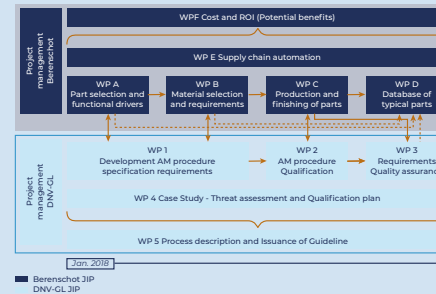 WPF Cost and ROI (Potential benefits)
Project
management
Berenschot
WP E Supply chain automation
WP A
Part selection and
functional drivers
WP B
Material selection
and requirements
WP C
Production and
finishing of parts
WP D
Database of
typical parts
Project
management
DNV-GL
WP 1
Development AM procedure
specification requirements
WP 2
AM procedure
Qualification
WP 3
Requirements
Quality assurance
WP 4 Case Study - Threat assessment and Qualification plan
WP 5 Process description and Issuance of Guideline
Jan. 2018
Berenschot JIP
DNV-GL JIP